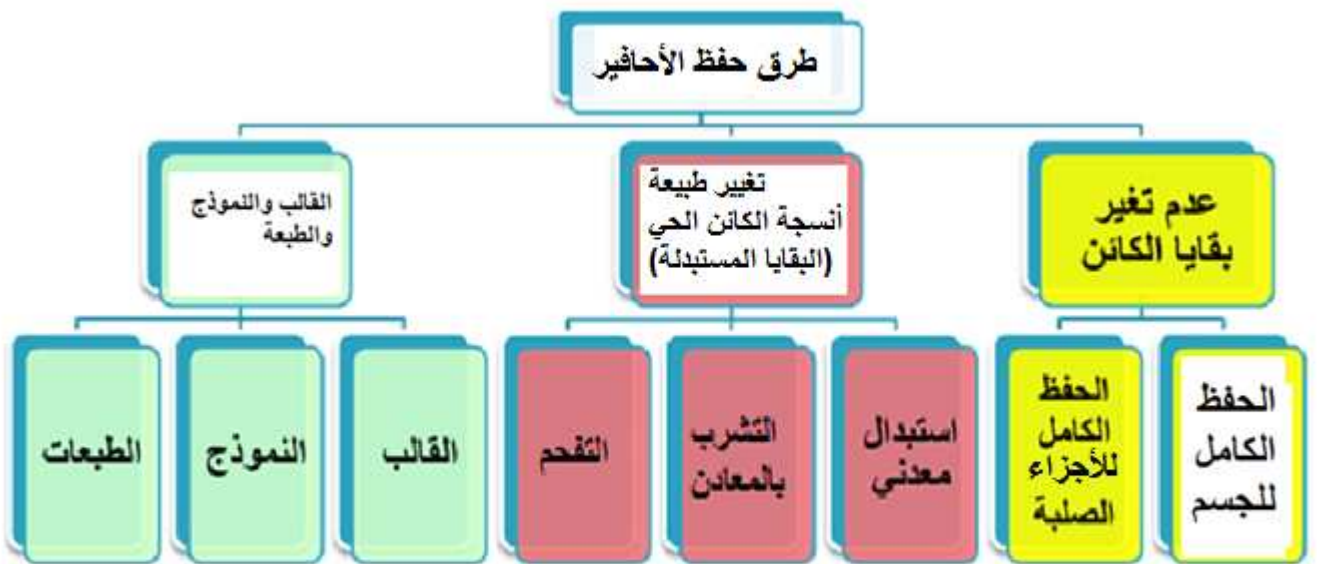 طرق حفظ الأحافير
عدم تغير
بقايا الكائن
تغيير طبيعة
أنسجة الكائن الحي
(البقايا المستبدلة)
القالب والنموذج
والطبعة
الحفظ
الكامل
للجسم
الحفظ
الكامل
للأجزاء
الصلبة
استبدال
معدني
التشرب
بالمعادن
التفحم
القالب
النموذج
الطبعات